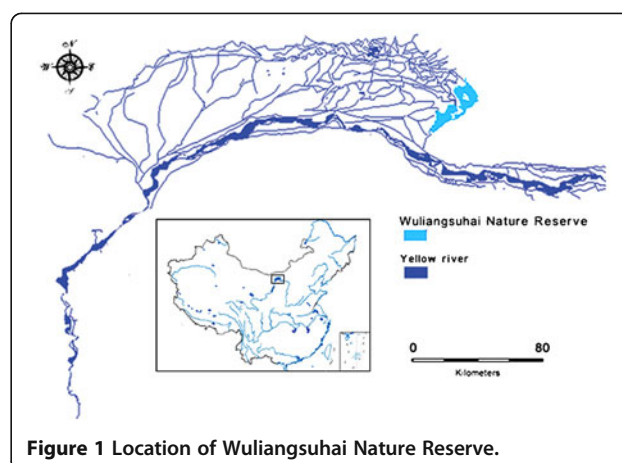 N
W E
S
Wuliangsuhai Nature Reserve
Yellow river
0 80
Kilometers
Figure 1 Location of Wuliangsuhai Nature Reserve.